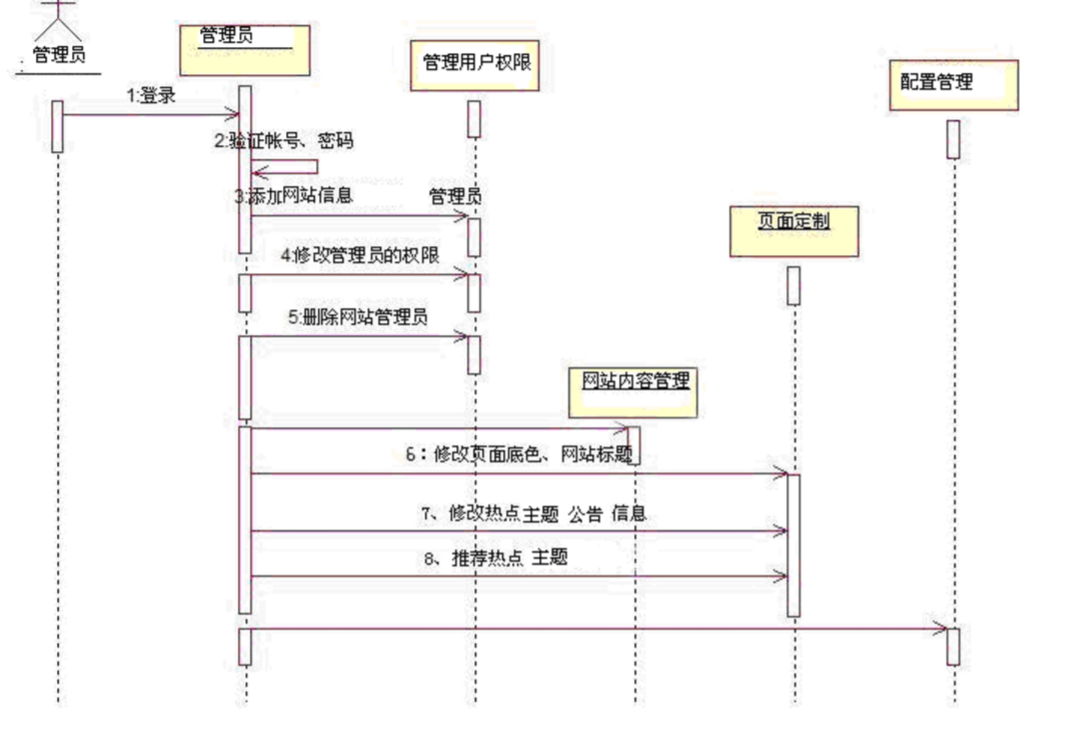 管理员
管理员
管理用户权限
配置管理
1:登录
2:验证帐号、密码
3:添加网站信息
管理员
页面定制
4:修改管理员的权限
5:删除网站管理员
网站内容管理
6：修改页面底色、网站标题
7、修改热点主题 公告 信息
8、推荐热点 主题